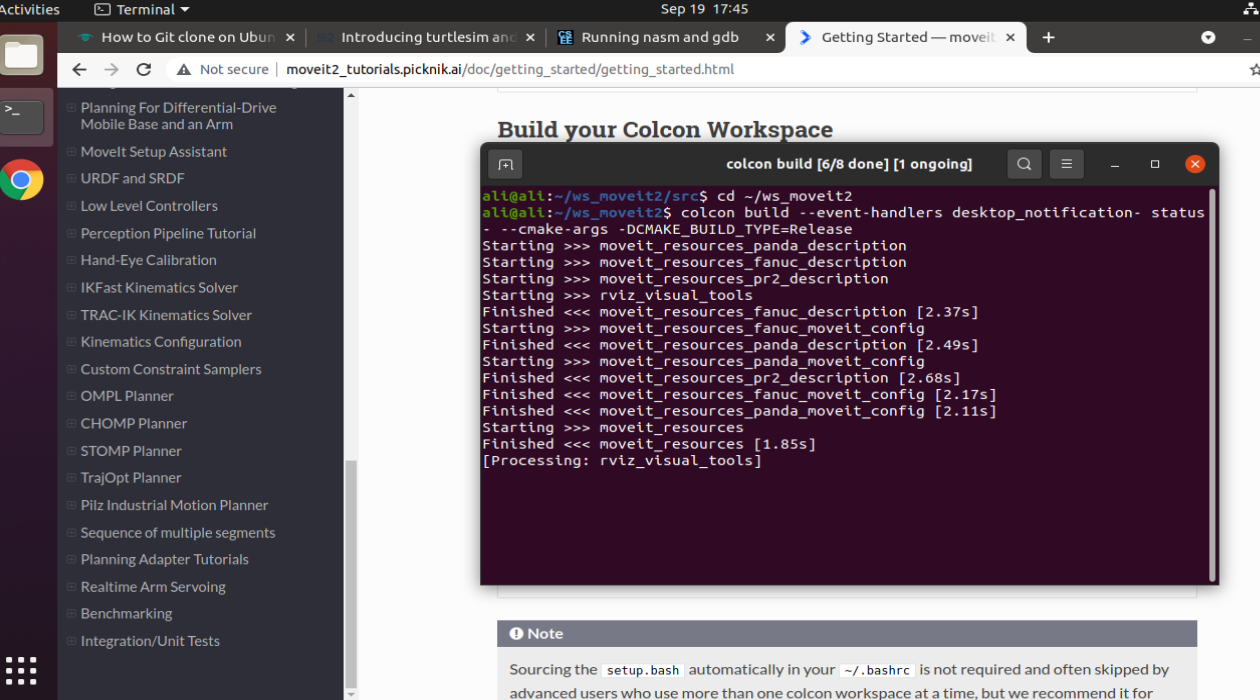 Activities
Terminal
Sep 19 17:45
How to Git clone on Ubun
Introducing turtlesim and
Running nasm and gdb
Getting Started — moveit
Not secure
moveit2_tutorials.picknik.ai/doc/getting_started/getting_started.html
Planning For Differential-Drive
Mobile Base and an Arm
MoveIt Setup Assistant
URDF and SRDF
Low Level Controllers
Perception Pipeline Tutorial
Hand-Eye Calibration
IKFast Kinematics Solver
TRAC-IK Kinematics Solver
Kinematics Configuration
Custom Constraint Samplers
OMPL Planner
CHOMP Planner
STOMP Planner
TrajOpt Planner
Pilz Industrial Motion Planner
Sequence of multiple segments
Planning Adapter Tutorials
Realtime Arm Servoing
Benchmarking
Integration/Unit Tests
Build your Colcon Workspace
colcon build [6/8 done] [1 ongoing]
ali@ali:~/ws_moveit2/src$ cd ~/ws_moveit2
ali@ali:~/ws_moveit2$ colcon build --event-handlers desktop_notification- status
- --cmake-args -DCMAKE_BUILD_TYPE=Release
Starting >>> moveit_resources_panda_description
Starting >>> moveit_resources_fanuc_description
Starting >>> moveit_resources_pr2_description
Starting >>> rviz_visual_tools
Finished <<< moveit_resources_fanuc_description [2.37s]
Starting >>> moveit_resources_fanuc_moveit_config
Finished <<< moveit_resources_panda_description [2.49s]
Starting >>> moveit_resources_panda_moveit_config
Finished <<< moveit_resources_pr2_description [2.68s]
Finished <<< moveit_resources_fanuc_moveit_config [2.17s]
Finished <<< moveit_resources_panda_moveit_config [2.11s]
Starting >>> moveit_resources
Finished <<< moveit_resources [1.85s]
[Processing: rviz_visual_tools]
Note
Sourcing the setup.bash automatically in your ~/.bashrc is not required and often skipped by
advanced users who use more than one colcon workspace at a time, but we recommend it for